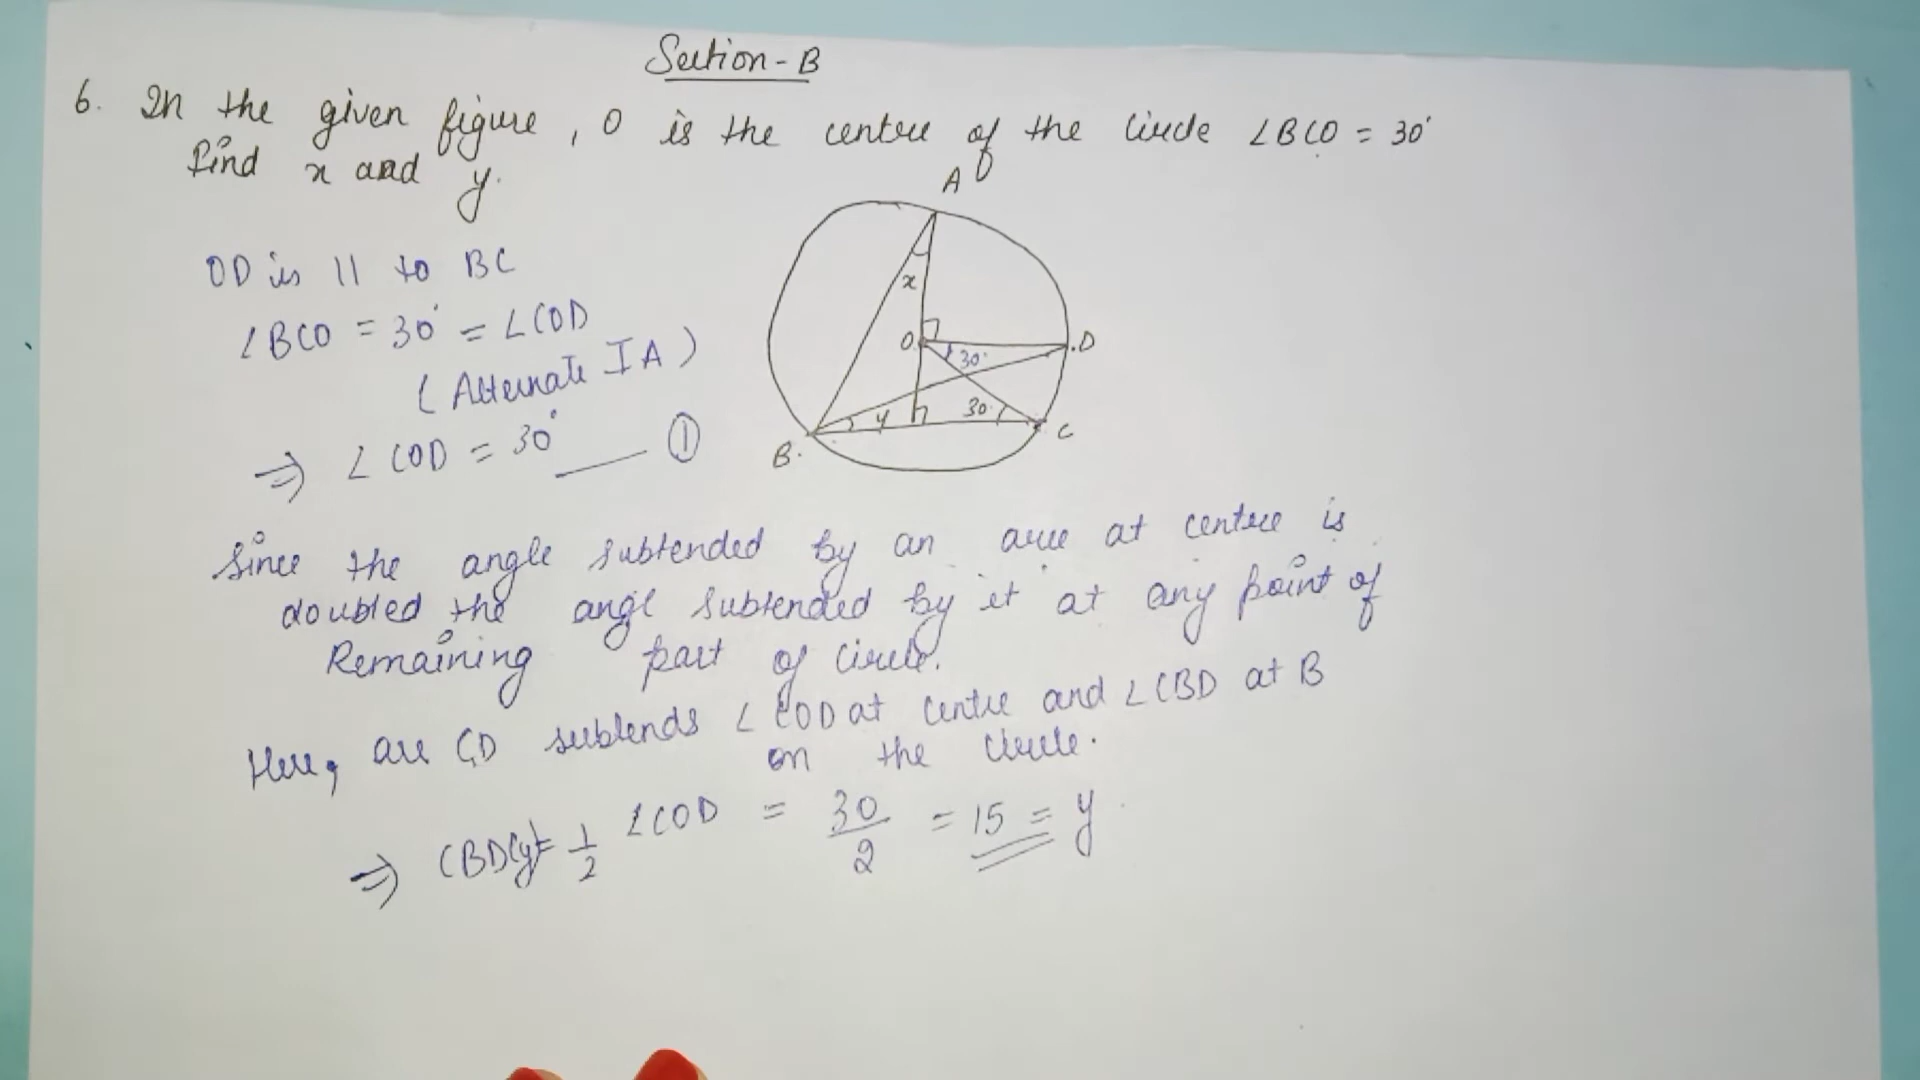 Section-B
6. In the given figure, O is the centre of the circle ∠BCO = 30°
find x and y.
A
x
O
D
30°
y
30
B.
C
OD is || to BC
∠BCO = 30° = ∠COD
(Alternate I A)
⇒ ∠COD = 30° —— ①
Since the angle subtended by an arc at centre is
doubled the angl subtended by it at any point of
Remaining part of circle.
Here, arc CD subtends ∠COD at centre and ∠CBD at B
on the circle.
⇒ CBD(y) = 1/2 ∠COD = 30/2 = 15 = y